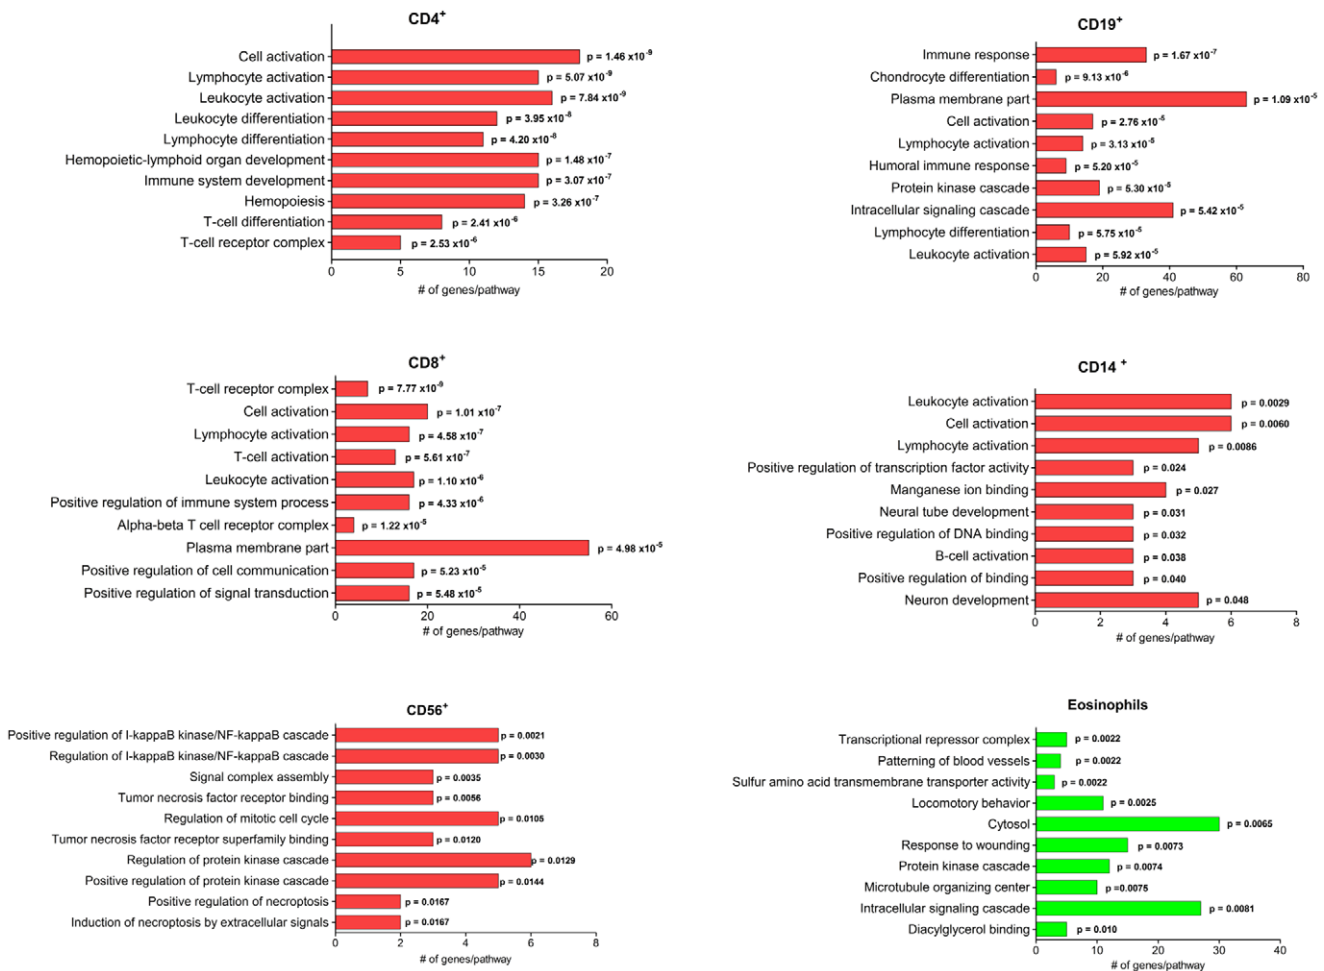 CD4+
Cell activation p = 1.46 x10-9
Lymphocyte activation p = 5.07 x10-9
Leukocyte activation p = 7.84 x10-9
Leukocyte differentiation p = 3.95 x10-8
Lymphocyte differentiation p = 4.20 x10-8
Hemopoietic-lymphoid organ development p = 1.48 x10-7
Immune system development p = 3.07 x10-7
Hemopoiesis p = 3.26 x10-7
T-cell differentiation p = 2.41 x10-6
T-cell receptor complex p = 2.53 x10-6
0 5 10 15 20
# of genes/pathway
CD19+
Immune response p = 1.67 x10-7
Chondrocyte differentiation p = 9.13 x10-6
Plasma membrane part p = 1.09 x10-5
Cell activation p = 2.76 x10-5
Lymphocyte activation p = 3.13 x10-5
Humoral immune response p = 5.20 x10-5
Protein kinase cascade p = 5.30 x10-5
Intracellular signaling cascade p = 5.42 x10-5
Lymphocyte differentiation p = 5.75 x10-5
Leukocyte activation p = 5.92 x10-5
0 20 40 60 80
# of genes/pathway
CD8+
T-cell receptor complex p = 7.77 x10-9
Cell activation p = 1.01 x10-7
Lymphocyte activation p = 4.58 x10-7
T-cell activation p = 5.61 x10-7
Leukocyte activation p = 1.10 x10-6
Positive regulation of immune system process p = 4.33 x10-6
Alpha-beta T cell receptor complex p = 1.22 x10-5
Plasma membrane part p = 4.98 x10-5
Positive regulation of cell communication p = 5.23 x10-5
Positive regulation of signal transduction p = 5.48 x10-5
0 20 40 60
# of genes/pathway
CD14 +
Leukocyte activation p = 0.0029
Cell activation p = 0.0060
Lymphocyte activation p = 0.0086
Positive regulation of transcription factor activity p = 0.024
Manganese ion binding p = 0.027
Neural tube development p = 0.031
Positive regulation of DNA binding p = 0.032
B-cell activation p = 0.038
Positive regulation of binding p = 0.040
Neuron development p = 0.048
0 2 4 6 8
# of genes/pathway
CD56+
Positive regulation of I-kappaB kinase/NF-kappaB cascade p = 0.0021
Regulation of I-kappaB kinase/NF-kappaB cascade p = 0.0030
Signal complex assembly p = 0.0035
Tumor necrosis factor receptor binding p = 0.0056
Regulation of mitotic cell cycle p = 0.0105
Tumor necrosis factor receptor superfamily binding p = 0.0120
Regulation of protein kinase cascade p = 0.0129
Positive regulation of protein kinase cascade p = 0.0144
Positive regulation of necroptosis p = 0.0167
Induction of necroptosis by extracellular signals p = 0.0167
0 2 4 6 8
# of genes/pathway
Eosinophils
Transcriptional repressor complex p = 0.0022
Patterning of blood vessels p = 0.0022
Sulfur amino acid transmembrane transporter activity p = 0.0022
Locomotory behavior p = 0.0025
Cytosol p = 0.0065
Response to wounding p = 0.0073
Protein kinase cascade p = 0.0074
Microtubule organizing center p =0.0075
Intracellular signaling cascade p = 0.0081
Diacylglycerol binding p = 0.010
0 10 20 30 40
# of genes/pathway